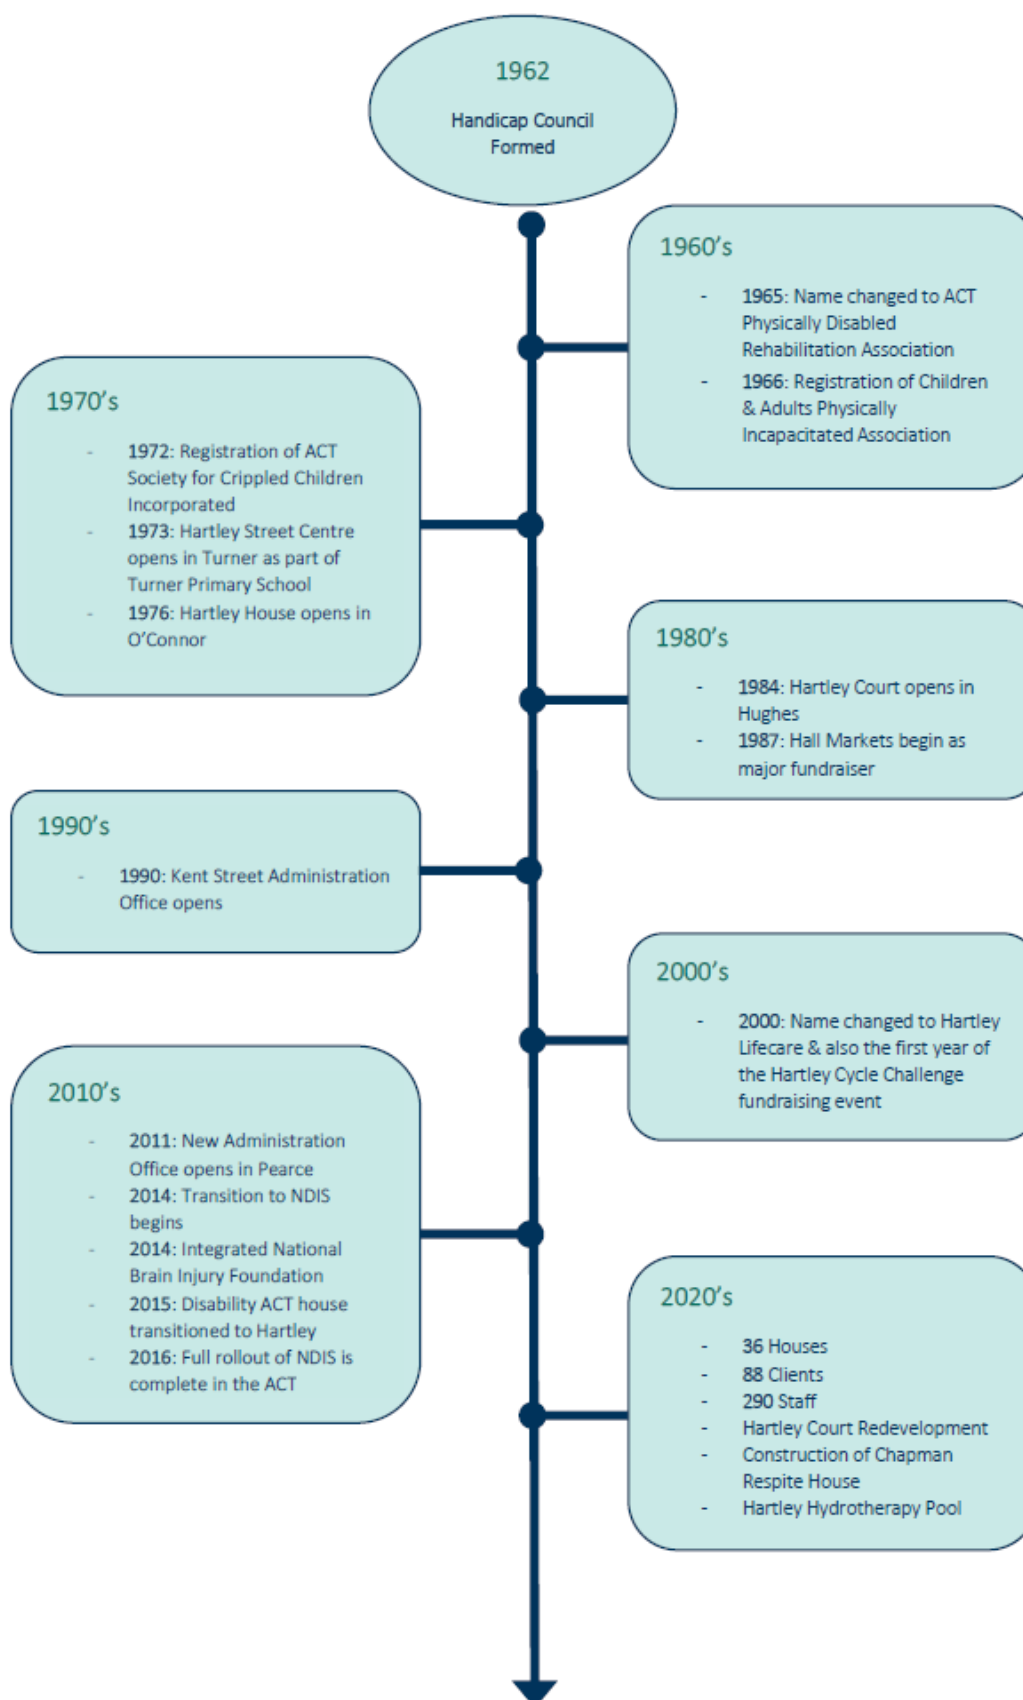 1962
Handicap Council
Formed
1960's
- 1965: Name changed to ACT
Physically Disabled
Rehabilitation Association
- 1966: Registration of Children
& Adults Physically
Incapacitated Association
1970's
- 1972: Registration of ACT
Society for Crippled Children
Incorporated
- 1973: Hartley Street Centre
opens in Turner as part of
Turner Primary School
- 1976: Hartley House opens in
O'Connor
1980's
- 1984: Hartley Court opens in
Hughes
- 1987: Hall Markets begin as
major fundraiser
1990's
- 1990: Kent Street Administration
Office opens
2000's
- 2000: Name changed to Hartley
Lifecare & also the first year of
the Hartley Cycle Challenge
fundraising event
2010's
- 2011: New Administration
Office opens in Pearce
- 2014: Transition to NDIS
begins
- 2014: Integrated National
Brain Injury Foundation
- 2015: Disability ACT house
transitioned to Hartley
- 2016: Full rollout of NDIS is
complete in the ACT
2020's
- 36 Houses
- 88 Clients
- 290 Staff
- Hartley Court Redevelopment
- Construction of Chapman
Respite House
- Hartley Hydrotherapy Pool